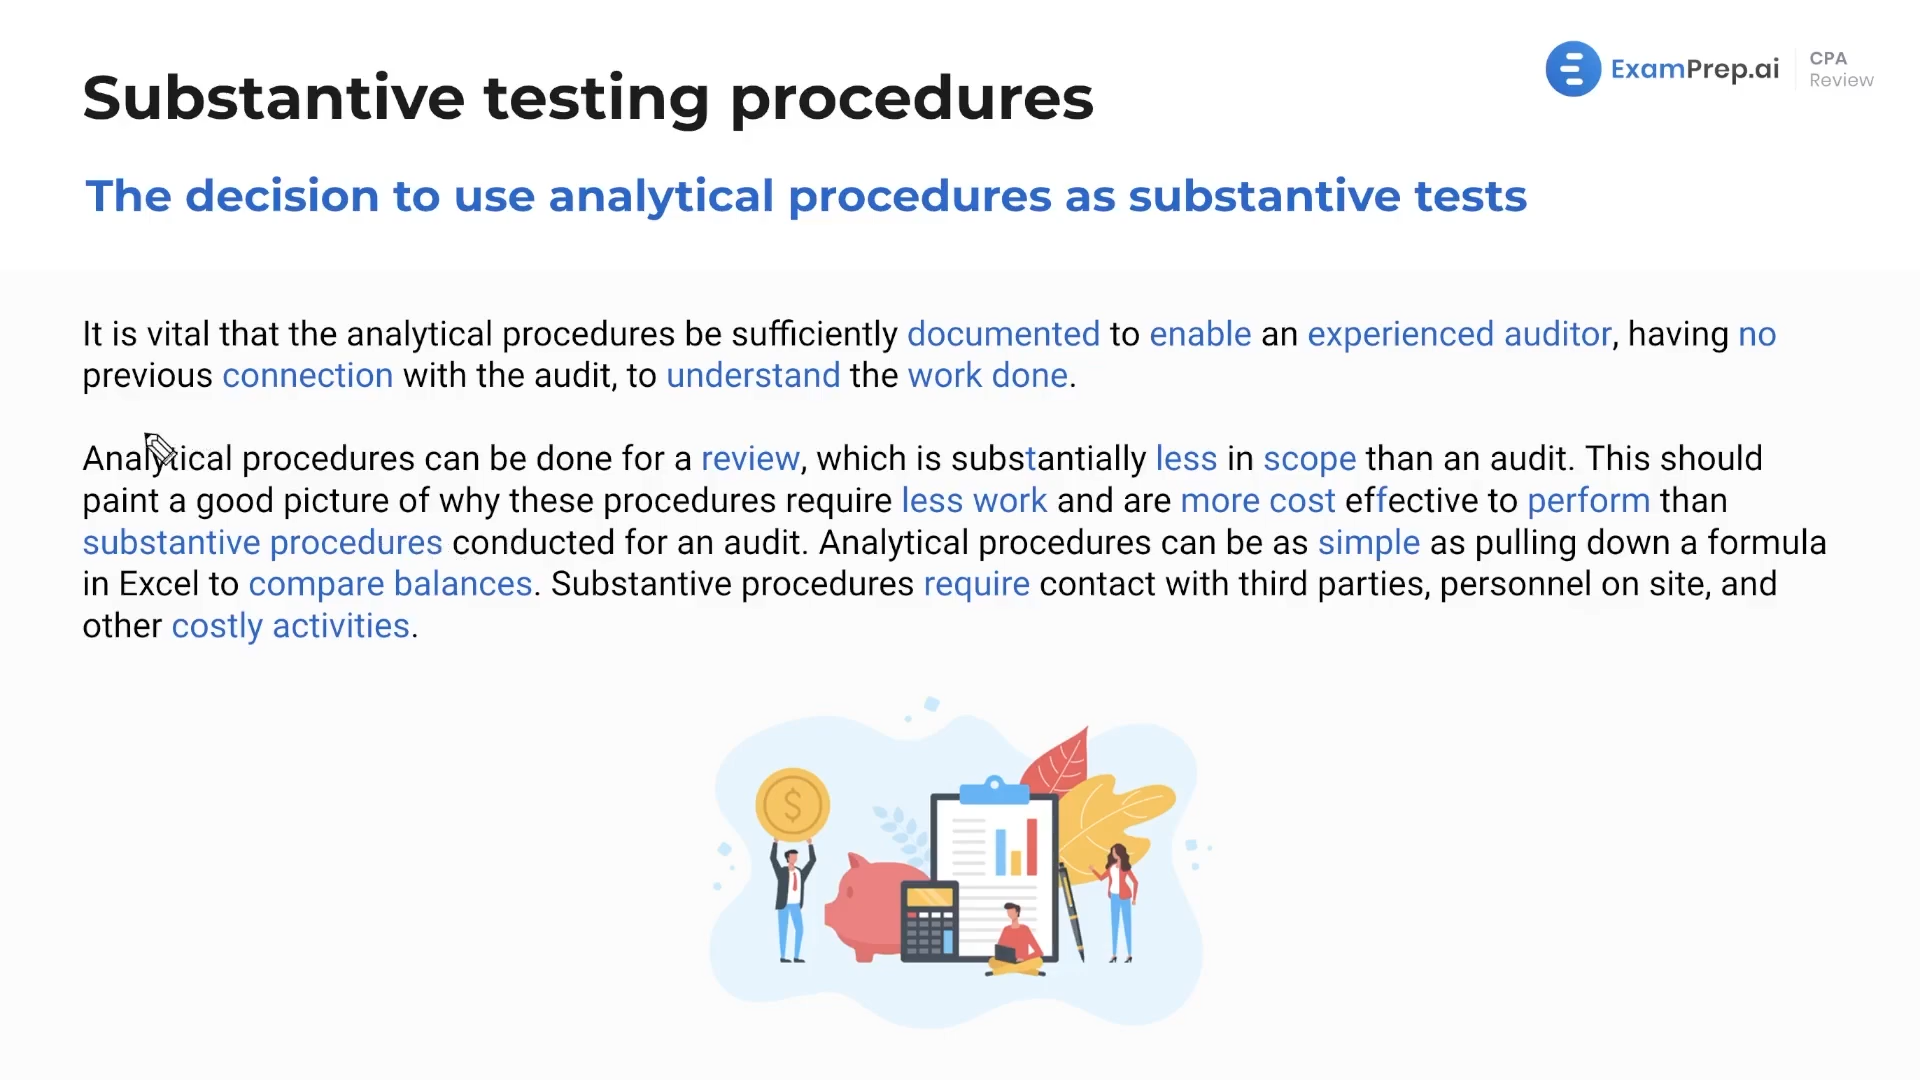 Substantive testing procedures
ExamPrep.ai
CPA
Review
The decision to use analytical procedures as substantive tests
It is vital that the analytical procedures be sufficiently documented to enable an experienced auditor, having no
previous connection with the audit, to understand the work done.
Analytical procedures can be done for a review, which is substantially less in scope than an audit. This should
paint a good picture of why these procedures require less work and are more cost effective to perform than
substantive procedures conducted for an audit. Analytical procedures can be as simple as pulling down a formula
in Excel to compare balances. Substantive procedures require contact with third parties, personnel on site, and
other costly activities.
$